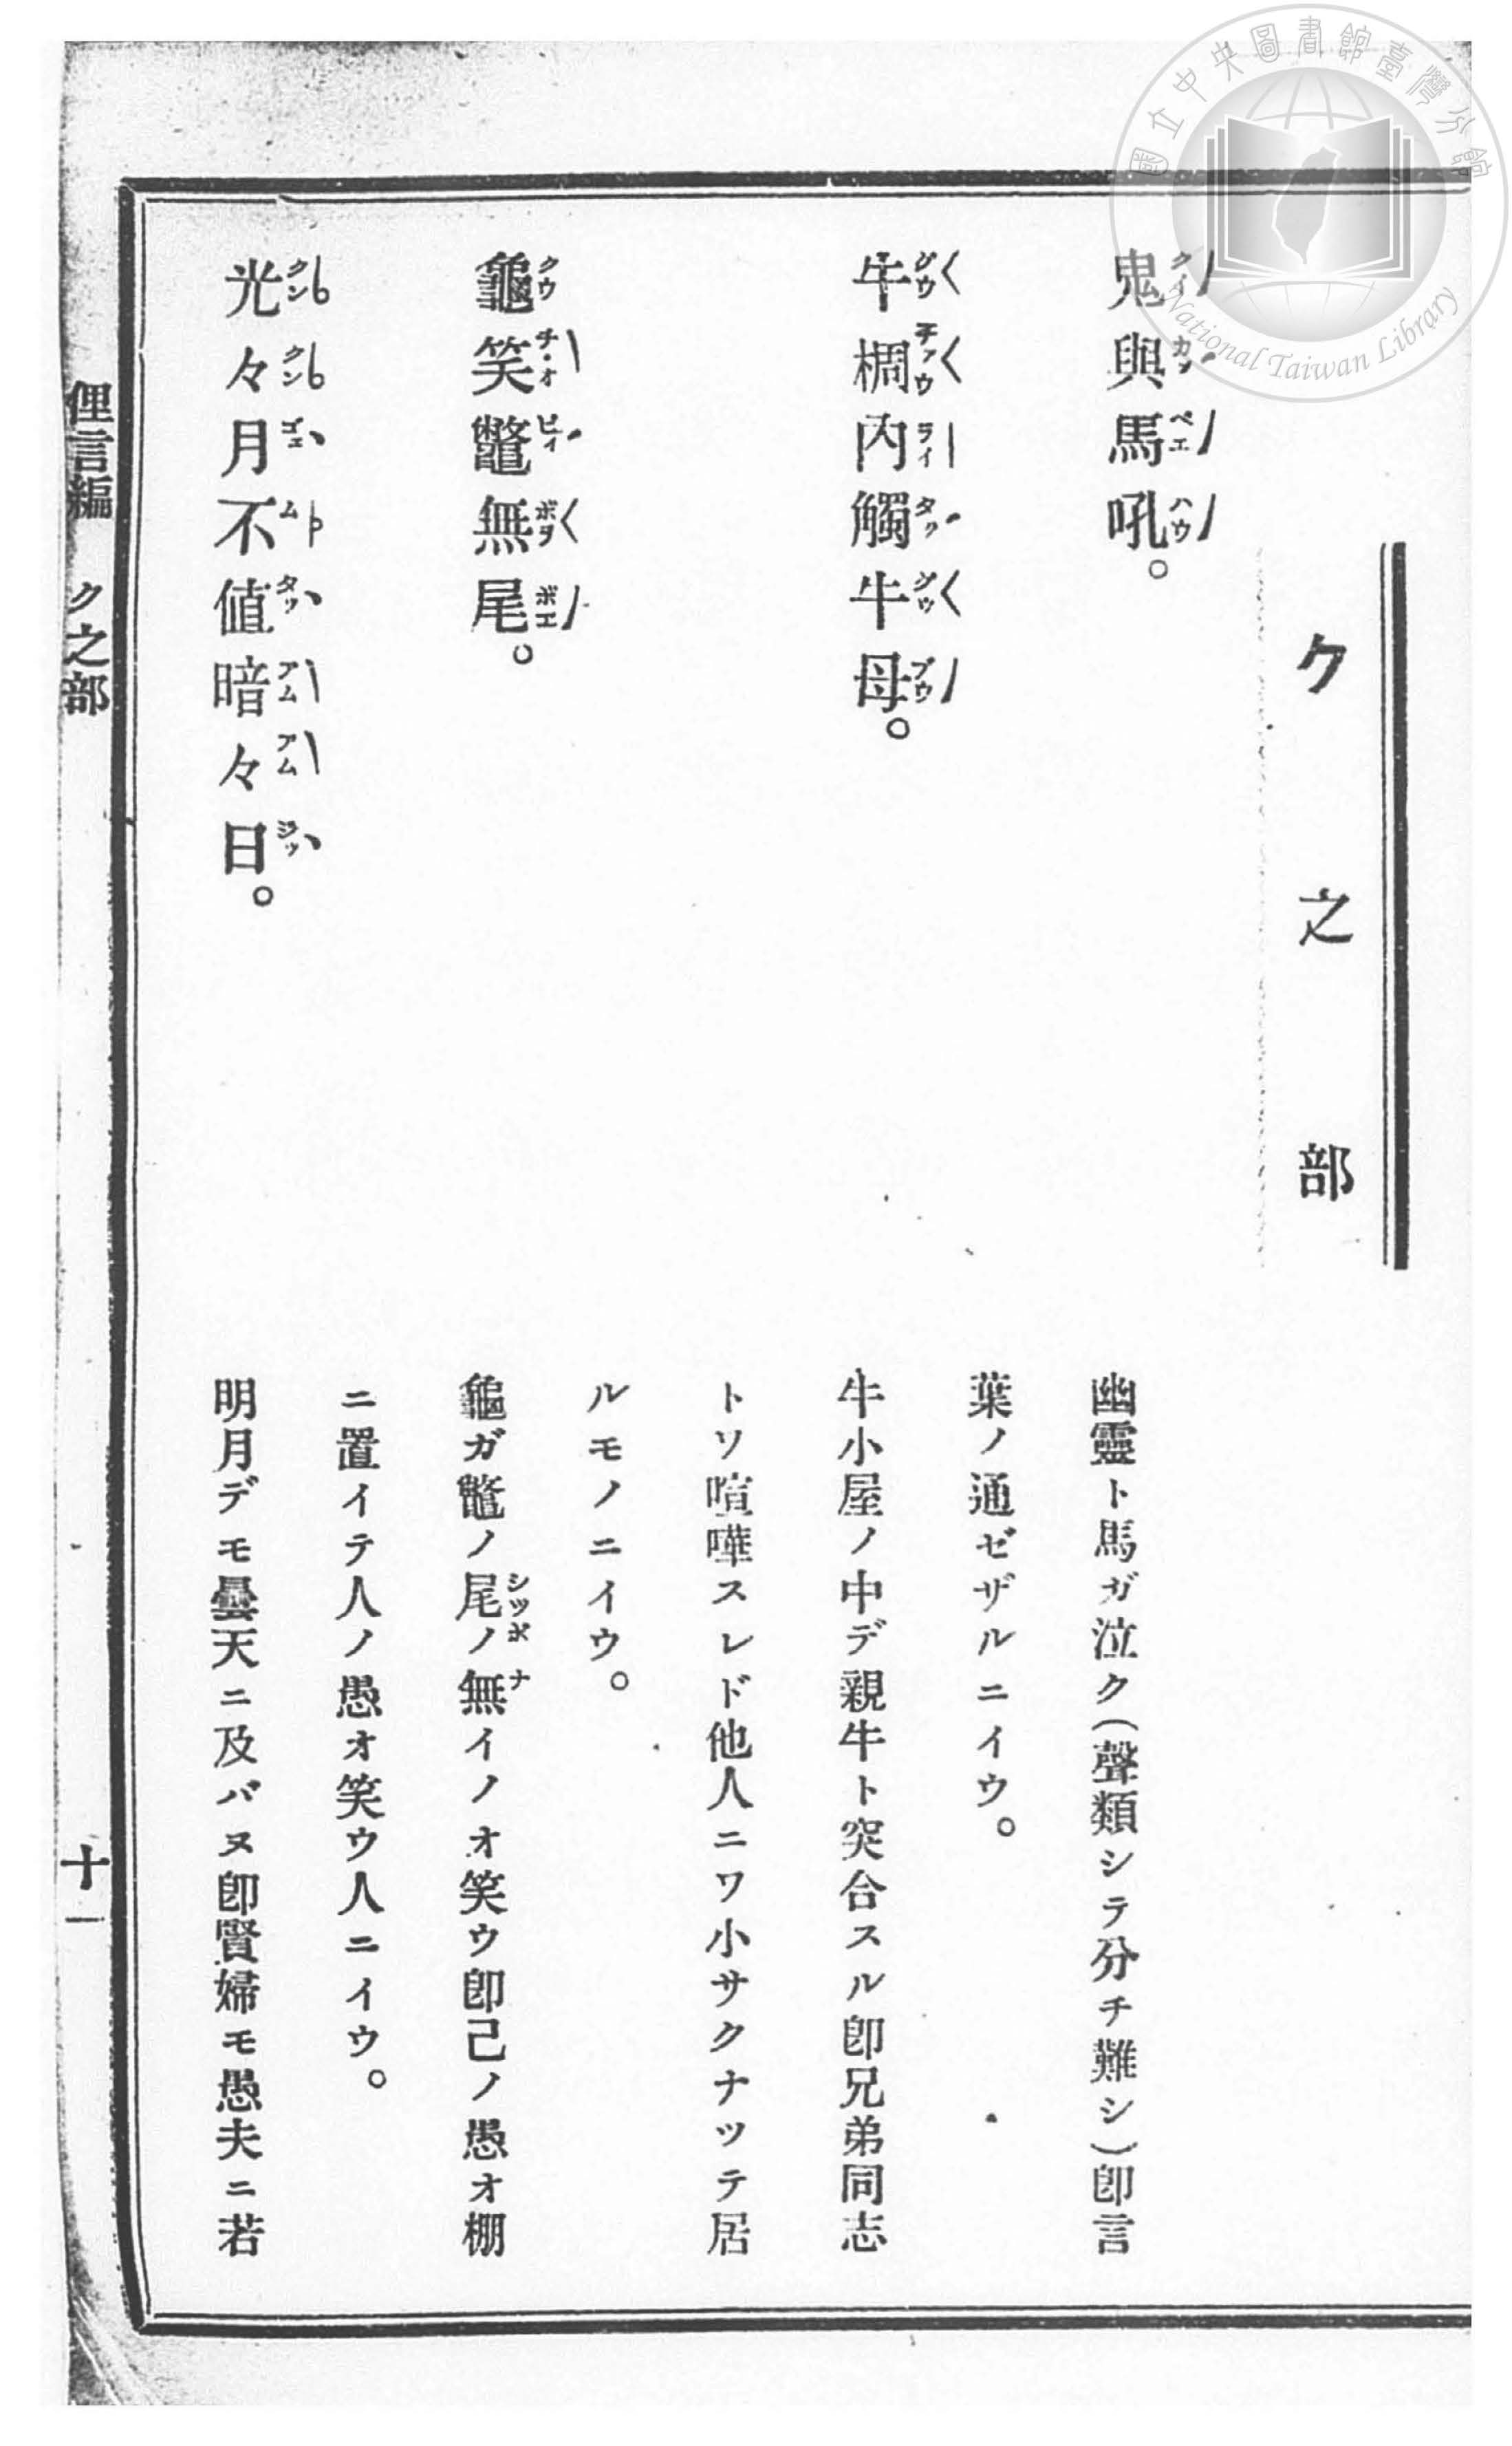 國立中央圖書館臺灣分館
National Taiwan Library
ク之部
鬼與馬吼。
幽靈ト馬ガ泣ク(聲類シテ分チ難シ)卽言
葉ノ通ゼザルニイウ。
牛椆內觸牛母。
牛小屋ノ中デ親牛ト突合スル卽兄弟同志
トワ喧嘩スレド他人ニワ小サクナツテ居
ルモノニイウ。
龜笑鼈無尾。
龜ガ鼈ノ尾ノ無イノオ笑ウ卽己ノ愚オ棚
ニ置イテ人ノ愚オ笑ウ人ニイウ。
光々月不值暗々日。
明月デモ曇天ニ及バヌ卽賢婦モ愚夫ニ若
俚言編 ク之部 十一